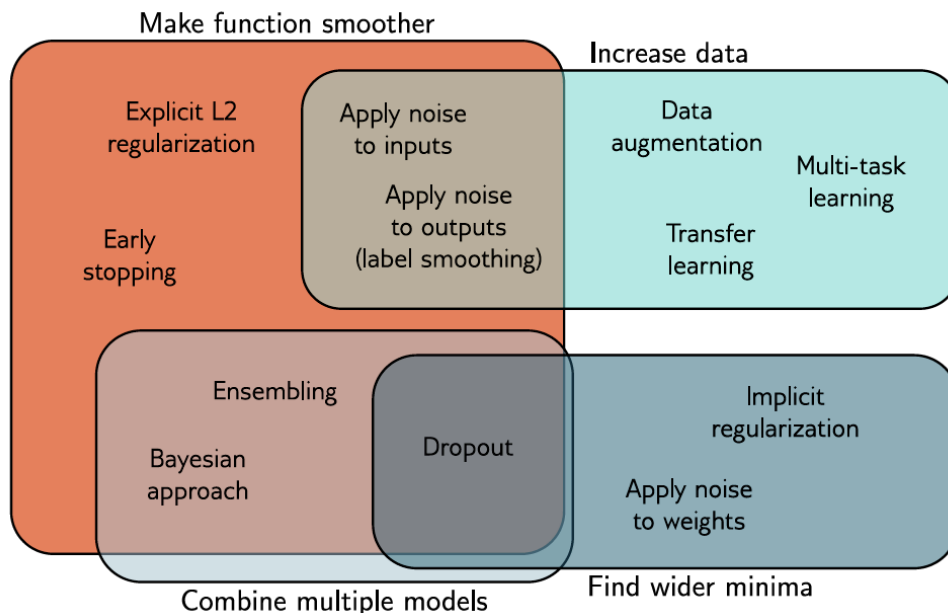 Make function smoother
Increase data
Explicit L2
regularization
Apply noise
to inputs
Data
augmentation
Multi-task
learning
Apply noise
to outputs
(label smoothing)
Early
stopping
Transfer
learning
Ensembling
Implicit
regularization
Dropout
Bayesian
approach
Apply noise
to weights
Find wider minima
Combine multiple models